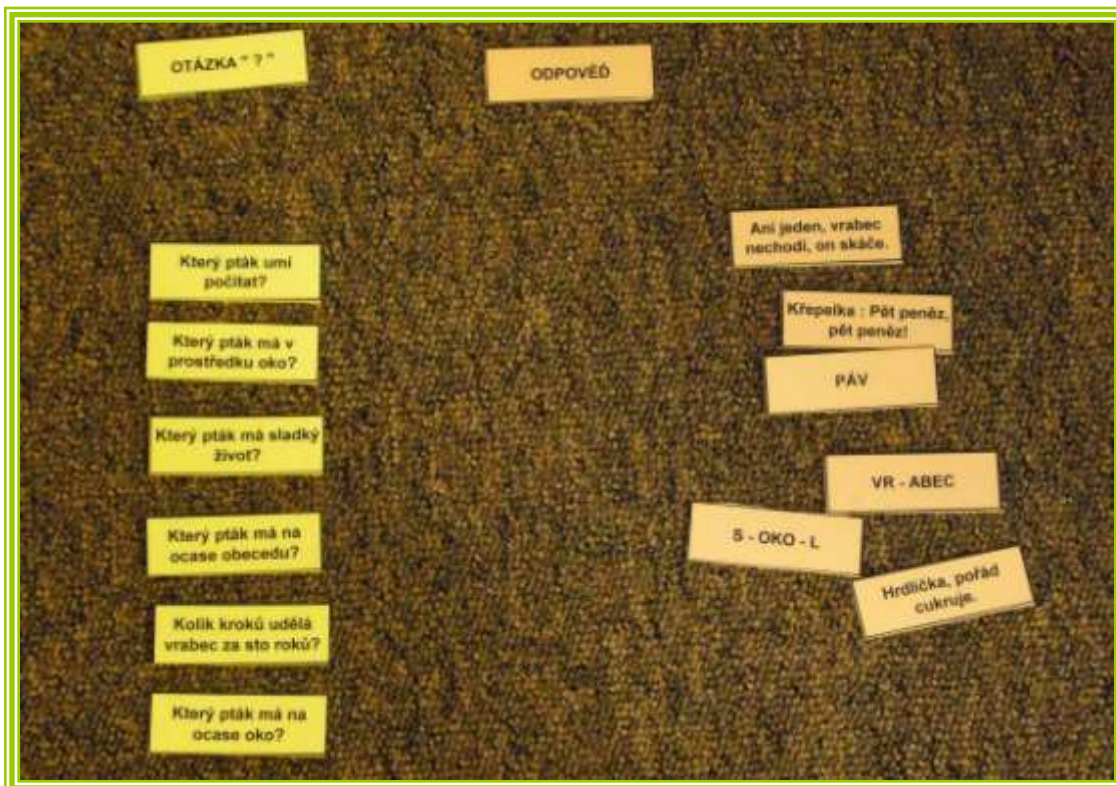 OTÁZKA " ? "
ODPOVĚĎ
Který pták umí
počítat?
Který pták má v
prostředku oko?
Který pták má sladký
život?
Který pták má na
ocase obecedu?
Kolik kroků udělá
vrabec za sto roků?
Který pták má na
ocase oko?
Ani jeden, vrabec
nechodí, on skáče.
Křepelka : Pět peněz,
pět peněz!
PÁV
VR - ABEC
S - OKO - L
Hrdlička, pořád
cukruje.